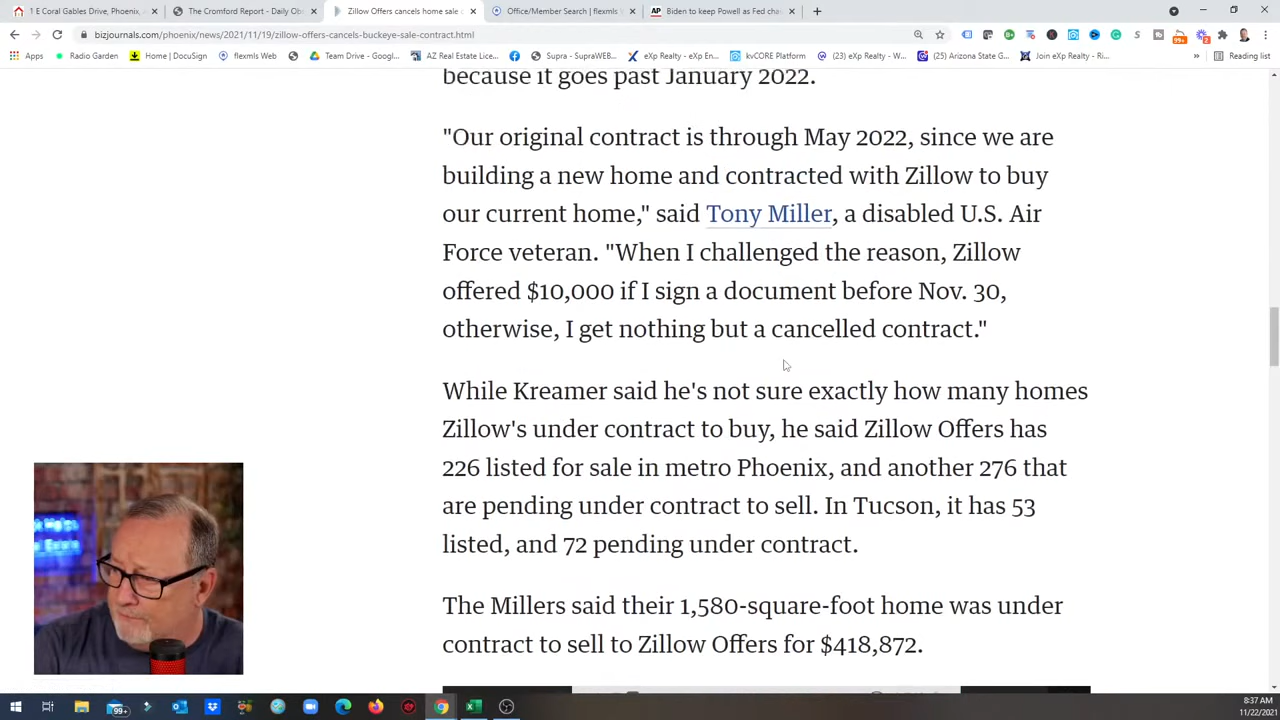 1 E Coral Gables Drive, Phoenix,
The Cromford Report - Daily Obs
Zillow Offers cancels home sale
Office/Member Search | flexmls W
AP Biden to keep Powell as Fed chai
bizjournals.com/phoenix/news/2021/11/19/zillow-offers-cancels-buckeye-sale-contract.html
Apps
Radio Garden
Home | DocuSign
flexmls Web
Team Drive - Googl...
AZ Real Estate Lice...
Supra - SupraWEB...
eXp Realty - eXp En...
kvCORE Platform
(23) eXp Realty - W...
(25) Arizona State G...
Join eXp Realty - Ri...
Reading list
because it goes past January 2022.
"Our original contract is through May 2022, since we are
building a new home and contracted with Zillow to buy
our current home," said Tony Miller, a disabled U.S. Air
Force veteran. "When I challenged the reason, Zillow
offered $10,000 if I sign a document before Nov. 30,
otherwise, I get nothing but a cancelled contract."
While Kreamer said he's not sure exactly how many homes
Zillow's under contract to buy, he said Zillow Offers has
226 listed for sale in metro Phoenix, and another 276 that
are pending under contract to sell. In Tucson, it has 53
listed, and 72 pending under contract.
The Millers said their 1,580-square-foot home was under
contract to sell to Zillow Offers for $418,872.
99+
8:37 AM
11/22/2021